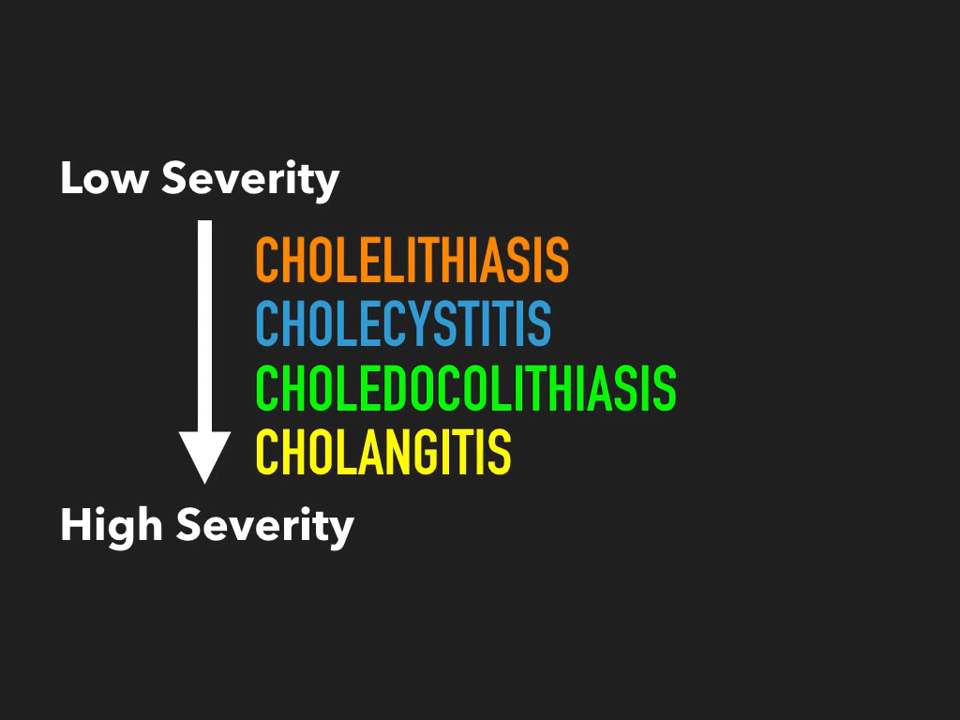 Low Severity
CHOLELITHIASIS
CHOLECYSTITIS
CHOLEDOCOLITHIASIS
CHOLANGITIS
High Severity